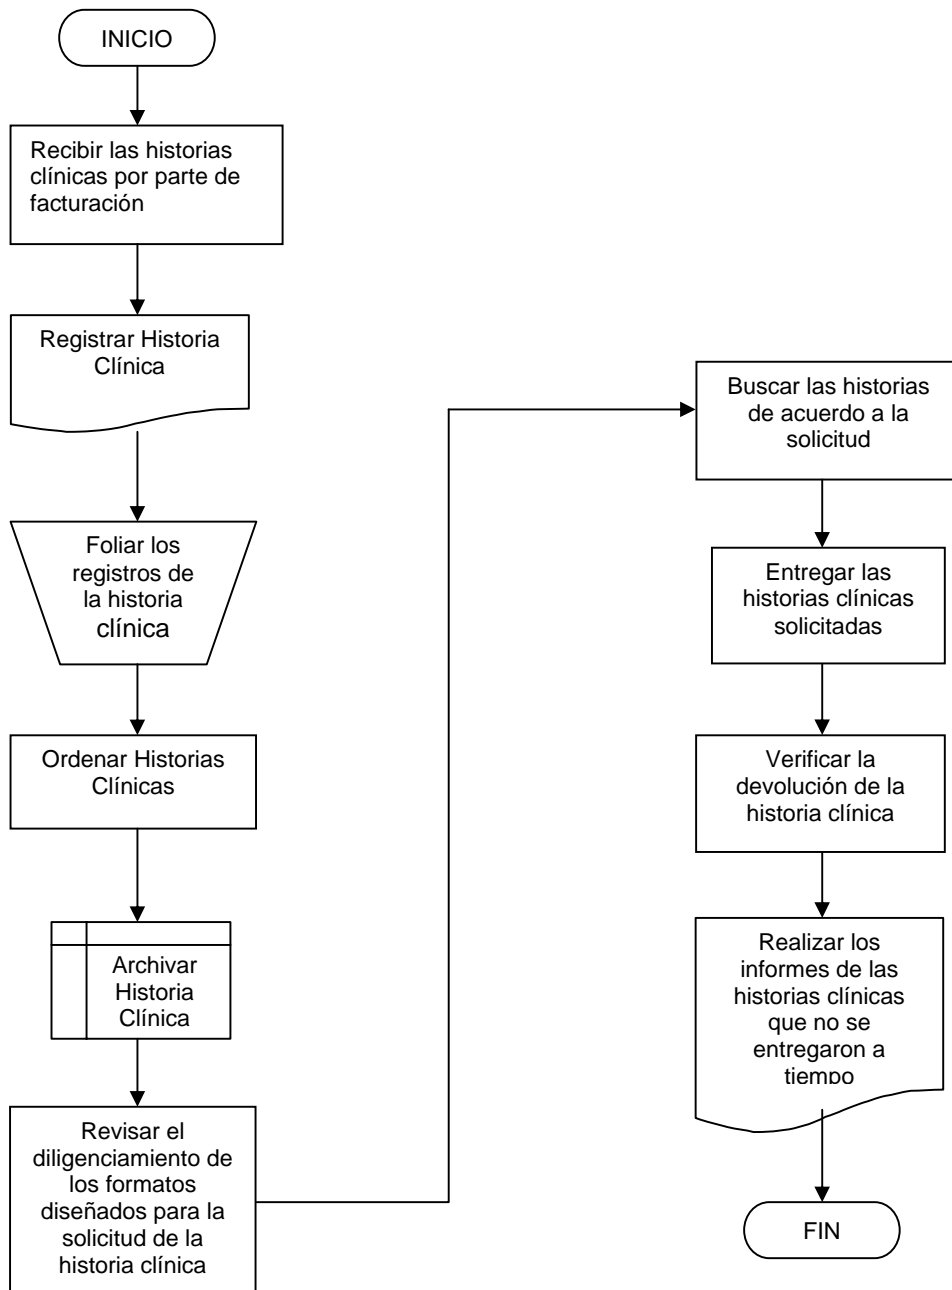 INICIO
Recibir las historias
clínicas por parte de
facturación
Registrar Historia
Clínica
Foliar los
registros de
la historia
clínica
Ordenar Historias
Clínicas
Archivar
Historia
Clínica
Revisar el
diligenciamiento de
los formatos
diseñados para la
solicitud de la
historia clínica
Buscar las historias
de acuerdo a la
solicitud
Entregar las
historias clínicas
solicitadas
Verificar la
devolución de la
historia clínica
Realizar los
informes de las
historias clínicas
que no se
entregaron a
tiempo
FIN